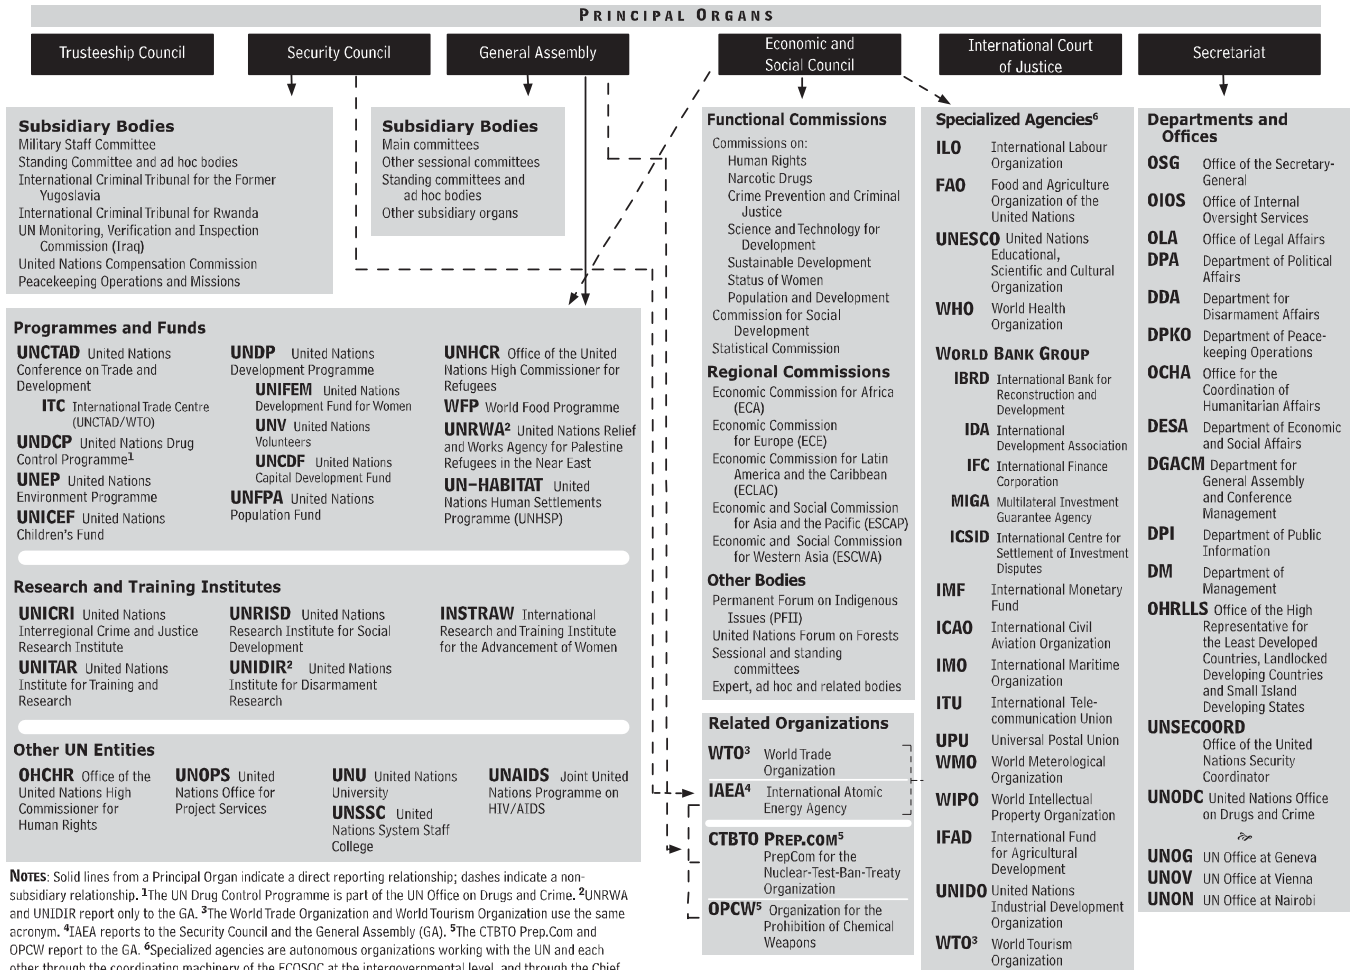 PRINCIPAL ORGANS
Trusteeship Council
Security Council
General Assembly
Economic and
Social Council
International Court
of Justice
Secretariat
Subsidiary Bodies
Military Staff Committee
Standing Committee and ad hoc bodies
International Criminal Tribunal for the Former
Yugoslavia
International Criminal Tribunal for Rwanda
UN Monitoring, Verification and Inspection
Commission (Iraq)
United Nations Compensation Commission
Peacekeeping Operations and Missions
Subsidiary Bodies
Main committees
Other sessional committees
Standing committees and
ad hoc bodies
Other subsidiary organs
Programmes and Funds
UNCTAD United Nations
Conference on Trade and
Development
ITC International Trade Centre
(UNCTAD/WTO)
UNDCP United Nations Drug
Control Programme¹
UNEP United Nations
Environment Programme
UNICEF United Nations
Children's Fund
UNDP United Nations
Development Programme
UNIFEM United Nations
Development Fund for Women
UNV United Nations
Volunteers
UNCDF United Nations
Capital Development Fund
UNFPA United Nations
Population Fund
UNHCR Office of the United
Nations High Commissioner for
Refugees
WFP World Food Programme
UNRWA² United Nations Relief
and Works Agency for Palestine
Refugees in the Near East
UN-HABITAT United
Nations Human Settlements
Programme (UNHSP)
Research and Training Institutes
UNICRI United Nations
Interregional Crime and Justice
Research Institute
UNITAR United Nations
Institute for Training and
Research
UNRISD United Nations
Research Institute for Social
Development
UNIDIR² United Nations
Institute for Disarmament
Research
INSTRAW International
Research and Training Institute
for the Advancement of Women
Other UN Entities
OHCHR Office of the
United Nations High
Commissioner for
Human Rights
UNOPS United
Nations Office for
Project Services
UNU United Nations
University
UNSSC United
Nations System Staff
College
UNAIDS Joint United
Nations Programme on
HIV/AIDS
Functional Commissions
Commissions on:
Human Rights
Narcotic Drugs
Crime Prevention and Criminal
Justice
Science and Technology for
Development
Sustainable Development
Status of Women
Population and Development
Commission for Social
Development
Statistical Commission
Regional Commissions
Economic Commission for Africa
(ECA)
Economic Commission
for Europe (ECE)
Economic Commission for Latin
America and the Caribbean
(ECLAC)
Economic and Social Commission
for Asia and the Pacific (ESCAP)
Economic and Social Commission
for Western Asia (ESCWA)
Other Bodies
Permanent Forum on Indigenous
Issues (PFII)
United Nations Forum on Forests
Sessional and standing
committees
Expert, ad hoc and related bodies
Related Organizations
WTO³ World Trade
Organization
IAEA⁴ International Atomic
Energy Agency
CTBTO PREP.COM⁵
PrepCom for the
Nuclear-Test-Ban-Treaty
Organization
OPCW⁵ Organization for the
Prohibition of Chemical
Weapons
Specialized Agencies⁶
ILO International Labour
Organization
FAO Food and Agriculture
Organization of the
United Nations
UNESCO United Nations
Educational,
Scientific and Cultural
Organization
WHO World Health
Organization
WORLD BANK GROUP
IBRD International Bank for
Reconstruction and
Development
IDA International
Development Association
IFC International Finance
Corporation
MIGA Multilateral Investment
Guarantee Agency
ICSID International Centre for
Settlement of Investment
Disputes
IMF International Monetary
Fund
ICAO International Civil
Aviation Organization
IMO International Maritime
Organization
ITU International Tele-
communication Union
UPU Universal Postal Union
WMO World Meterological
Organization
WIPO World Intellectual
Property Organization
IFAD International Fund
for Agricultural
Development
UNIDO United Nations
Industrial Development
Organization
WTO³ World Tourism
Organization
Departments and
Offices
OSG Office of the Secretary-
General
OIOS Office of Internal
Oversight Services
OLA Office of Legal Affairs
DPA Department of Political
Affairs
DDA Department for
Disarmament Affairs
DPKO Department of Peace-
keeping Operations
OCHA Office for the
Coordination of
Humanitarian Affairs
DESA Department of Economic
and Social Affairs
DGACM Department for
General Assembly
and Conference
Management
DPI Department of Public
Information
DM Department of
Management
OHRLLS Office of the High
Representative for
the Least Developed
Countries, Landlocked
Developing Countries
and Small Island
Developing States
UNSECOORD
Office of the United
Nations Security
Coordinator
UNODC United Nations Office
on Drugs and Crime
UNOG UN Office at Geneva
UNOV UN Office at Vienna
UNON UN Office at Nairobi
NOTES: Solid lines from a Principal Organ indicate a direct reporting relationship; dashes indicate a non-
subsidiary relationship. ¹The UN Drug Control Programme is part of the UN Office on Drugs and Crime. ²UNRWA
and UNIDIR report only to the GA. ³The World Trade Organization and World Tourism Organization use the same
acronym. ⁴IAEA reports to the Security Council and the General Assembly (GA). ⁵The CTBTO Prep.Com and
OPCW report to the GA. ⁶Specialized agencies are autonomous organizations working with the UN and each
other through the coordinating machinery of the ECOSOC at the intergovernmental level, and through the Chief